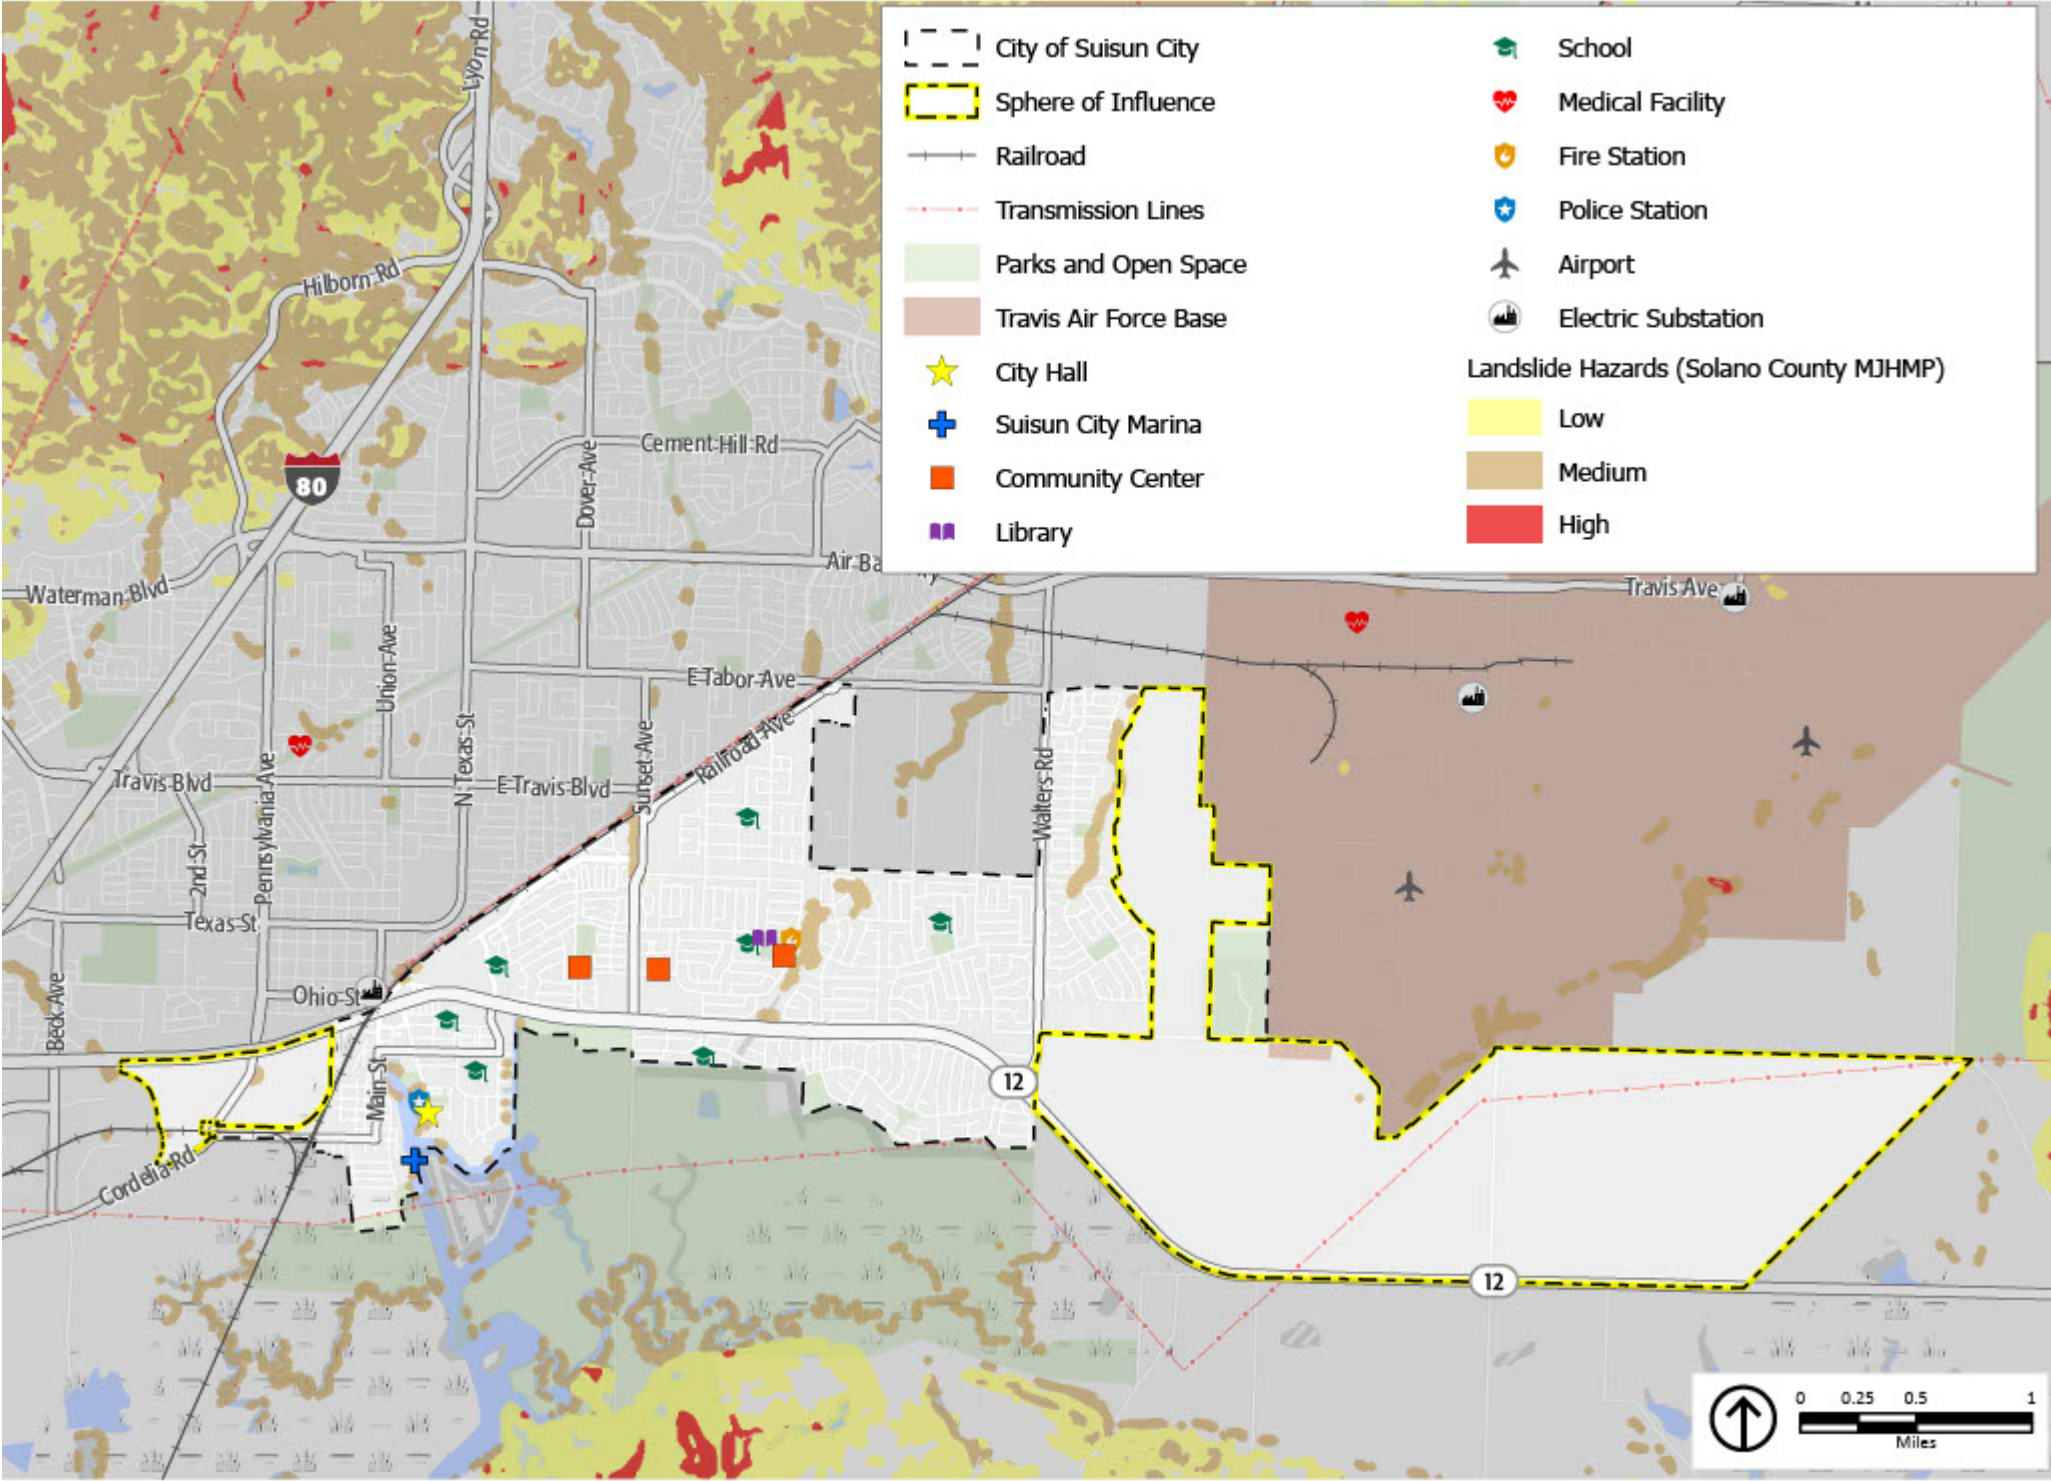 City of Suisun City
Sphere of Influence
Railroad
Transmission Lines
Parks and Open Space
Travis Air Force Base
City Hall
Suisun City Marina
Community Center
Library
School
Medical Facility
Fire Station
Police Station
Airport
Electric Substation
Landslide Hazards (Solano County MJHMP)
Low
Medium
High
Lyon Rd
Hilborn Rd
80
Cement Hill Rd
Dover Ave
Air Ba
Waterman Blvd
Travis Ave
Union Ave
E Tabor Ave
N Texas St
Sunset Ave
Railroad Ave
Walters Rd
Travis Blvd
E Travis Blvd
Pennsylvania Ave
2nd St
Texas St
Ohio St
Beck Ave
Main St
12
Cordelia Rd
12
0 0.25 0.5 1
Miles